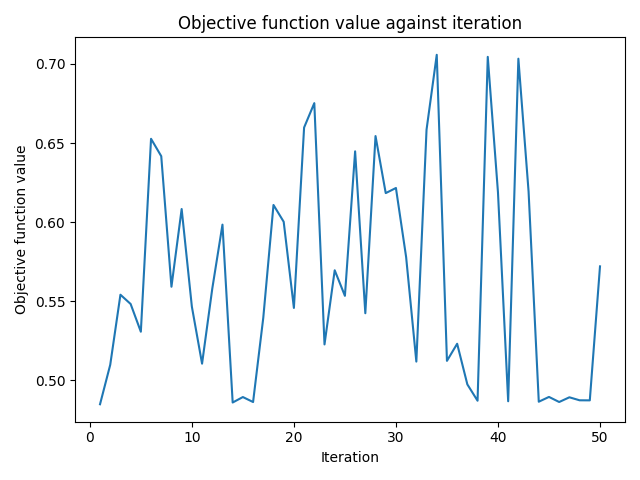 Objective function value against iteration
0.70
0.65
0.60
0.55
0.50
Objective function value
0 10 20 30 40 50
Iteration